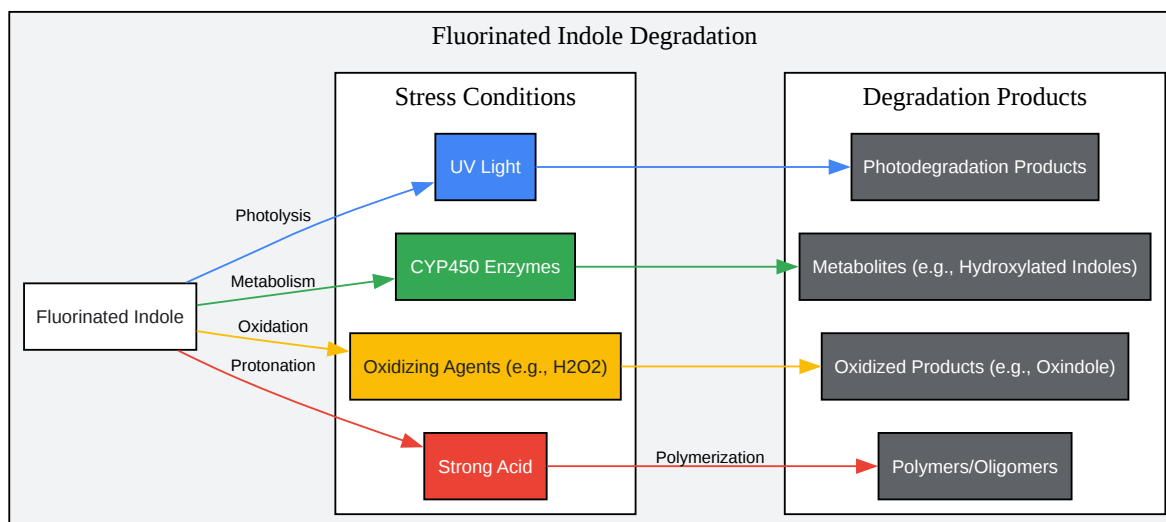 Fluorinated Indole Degradation
Stress Conditions
Degradation Products
UV Light
Photodegradation Products
Photolysis
CYP450 Enzymes
Metabolites (e.g., Hydroxylated Indoles)
Metabolism
Fluorinated Indole
Oxidation
Oxidizing Agents (e.g., H2O2)
Oxidized Products (e.g., Oxindole)
Protonation
Strong Acid
Polymerization
Polymers/Oligomers